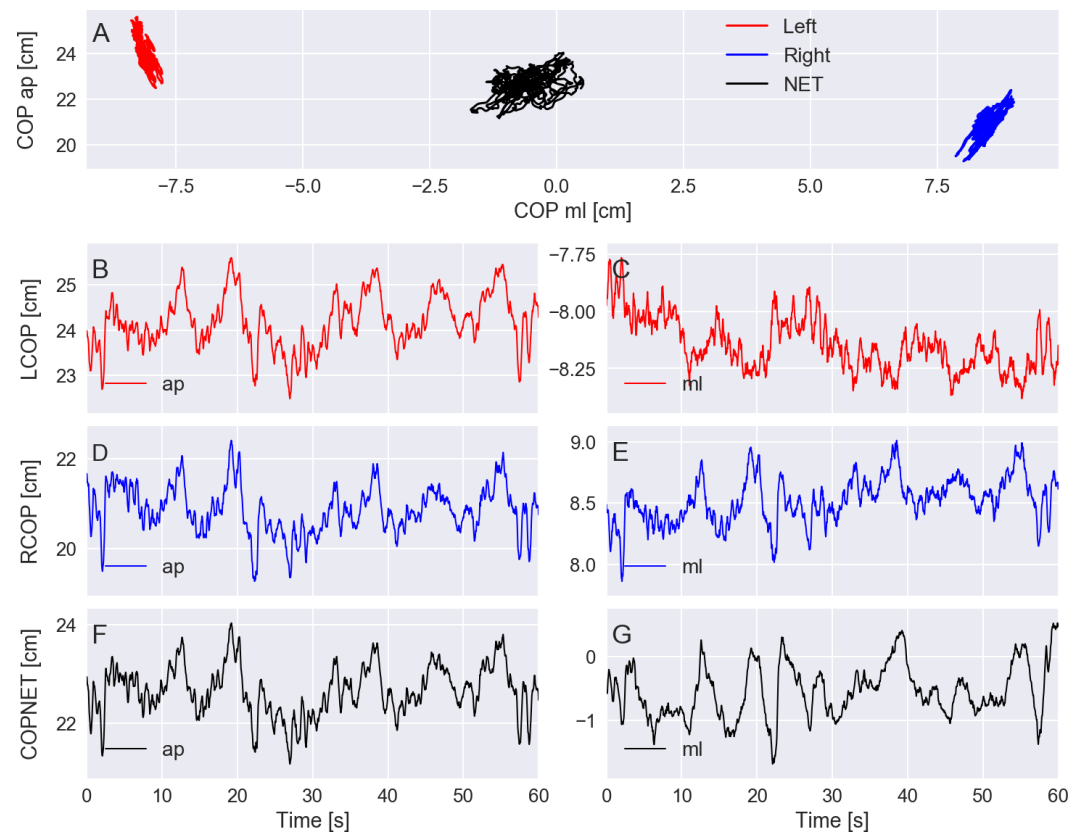 A
Left
Right
NET
COP ap [cm]
24
22
20
−7.5 −5.0 −2.5 0.0 2.5 5.0 7.5
COP ml [cm]
B
LCOP [cm]
25
24
23
ap
C
−7.75
−8.00
−8.25
ml
D
RCOP [cm]
22
20
ap
E
9.0
8.5
8.0
ml
F
COPNET [cm]
24
22
ap
0 10 20 30 40 50 60
Time [s]
G
0
−1
ml
0 10 20 30 40 50 60
Time [s]